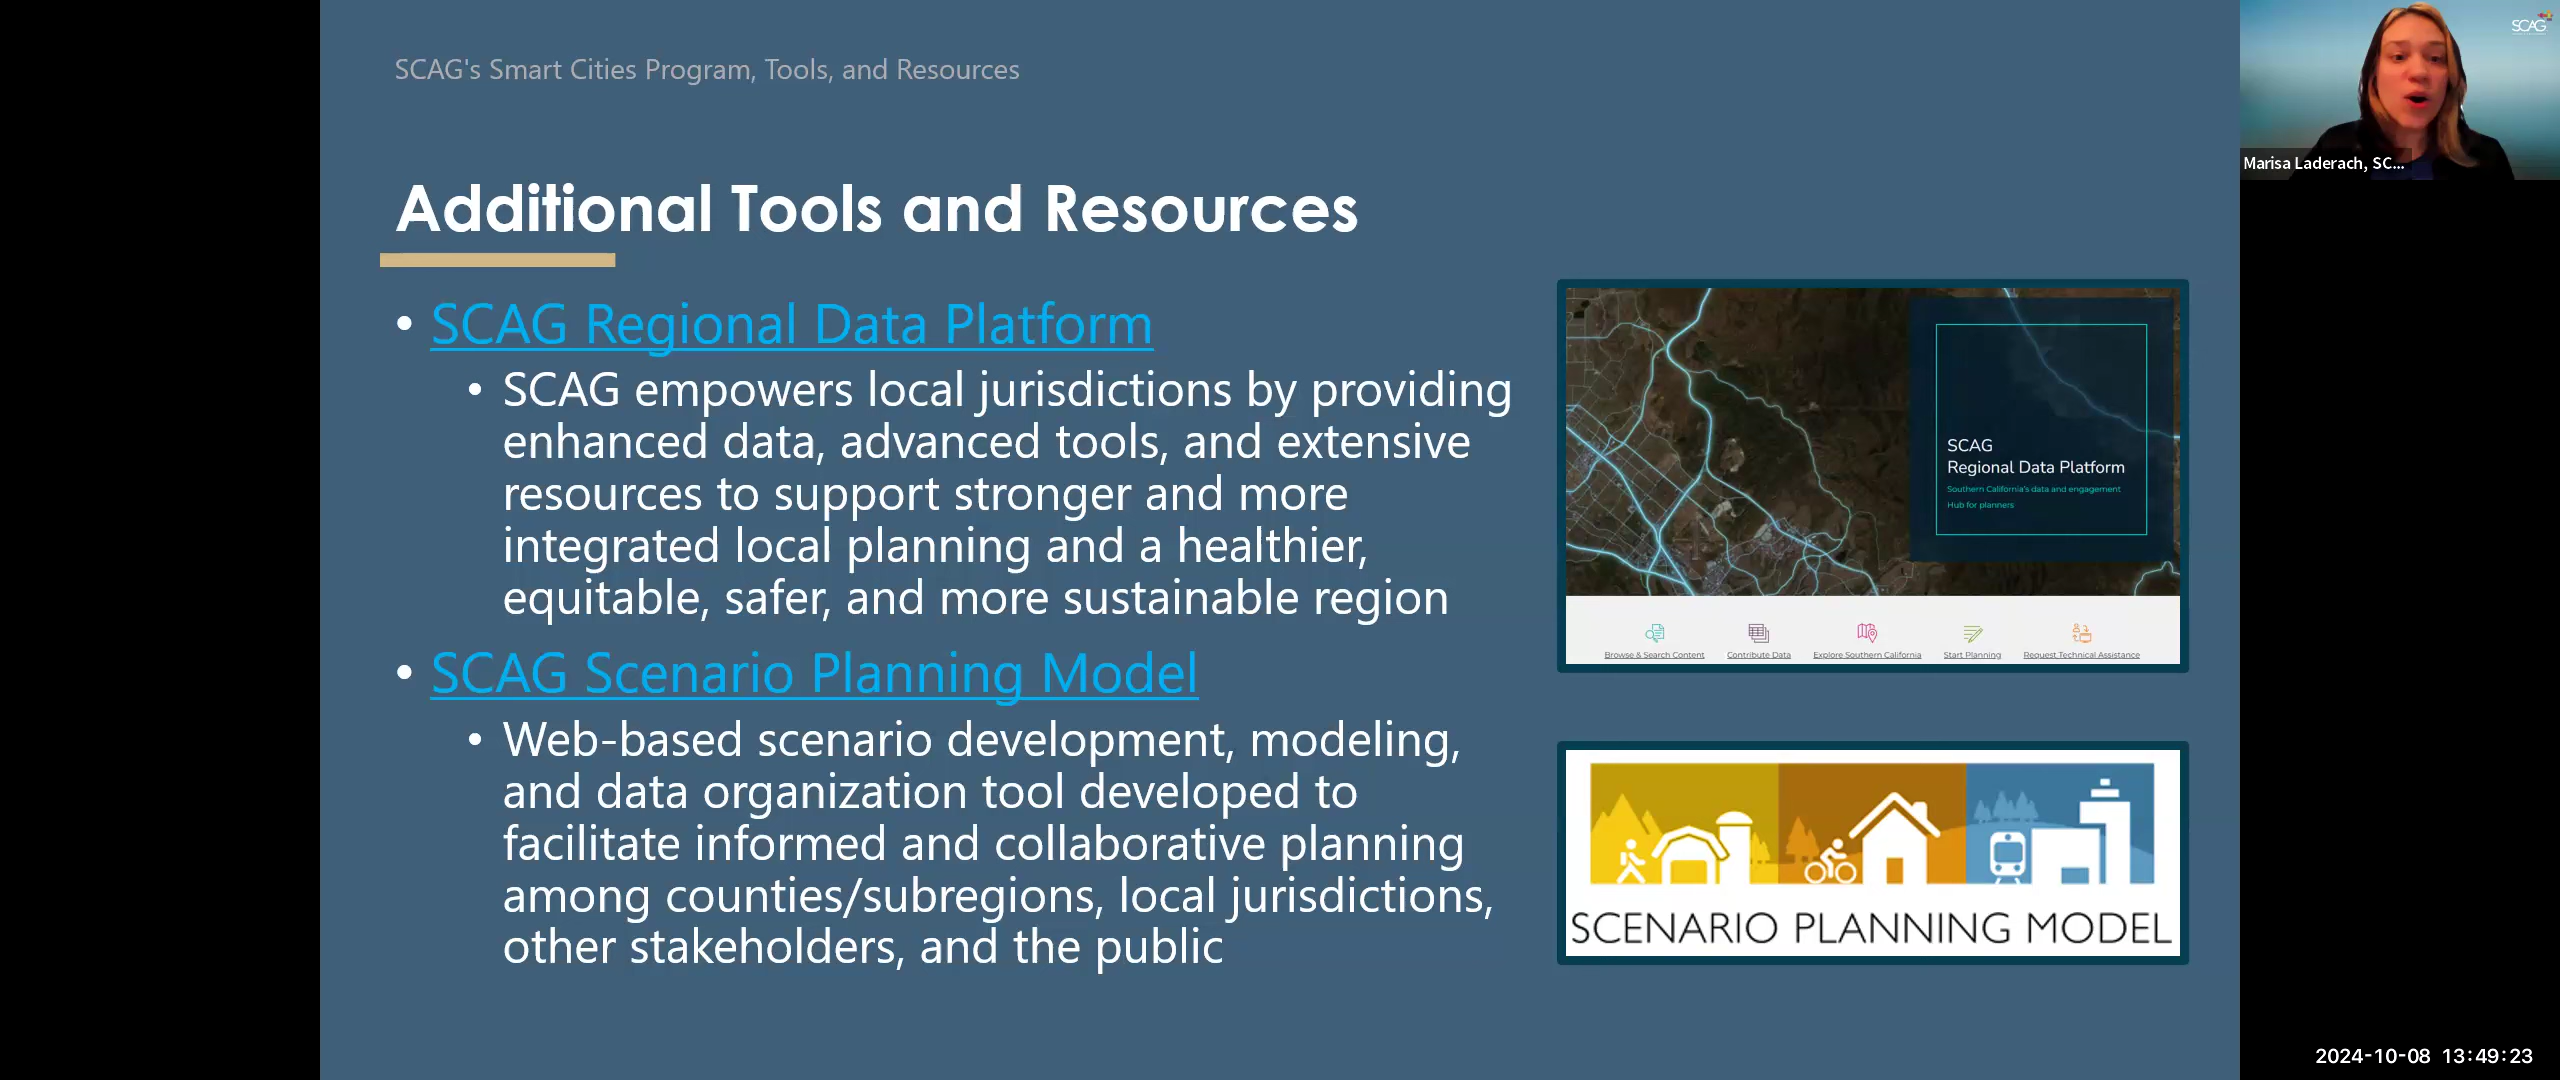 SCAG's Smart Cities Program, Tools, and Resources
Additional Tools and Resources
• SCAG Regional Data Platform
• SCAG empowers local jurisdictions by providing
enhanced data, advanced tools, and extensive
resources to support stronger and more
integrated local planning and a healthier,
equitable, safer, and more sustainable region
• SCAG Scenario Planning Model
• Web-based scenario development, modeling,
and data organization tool developed to
facilitate informed and collaborative planning
among counties/subregions, local jurisdictions,
other stakeholders, and the public
SCAG
Regional Data Platform
Southern California's data and engagement
Hub for planners
Browse & Search Content
Contribute Data
Explore Southern California
Start Planning
Request Technical Assistance
SCENARIO PLANNING MODEL
SCAG
Marisa Laderach, SC...
2024-10-08 13:49:23